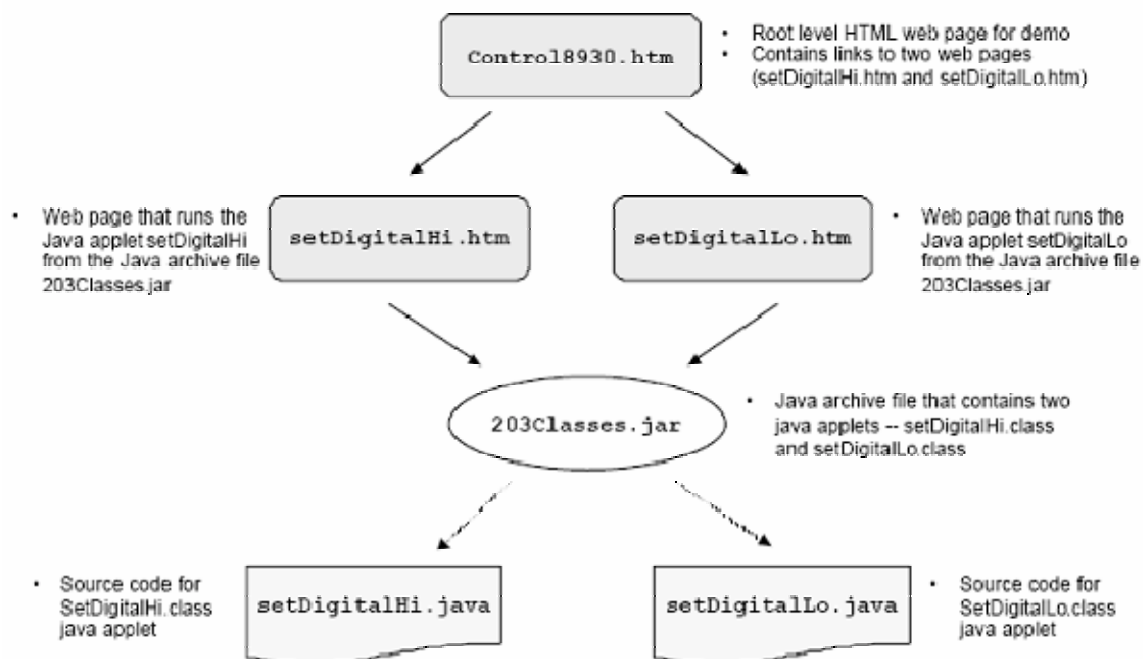 Control8930.htm
• Root level HTML web page for demo
• Contains links to two web pages
(setDigitalHi.htm and setDigitalLo.htm)
• Web page that runs the
Java applet setDigitalHi
from the Java archive file
203Classes.jar
setDigitalHi.htm
setDigitalLo.htm
• Web page that runs the
Java applet setDigitalLo
from the Java archive file
203Classes.jar
203Classes.jar
• Java archive file that contains two
java applets -- setDigitalHi.class
and setDigitalLo.class
• Source code for
SetDigitalHi.class
java applet
setDigitalHi.java
setDigitalLo.java
• Source code for
SetDigitalLo.class
java applet